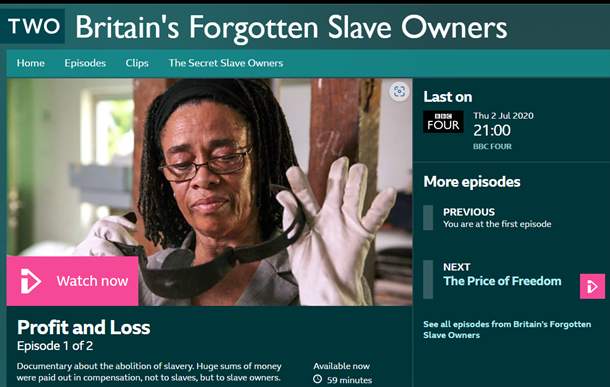 TWO Britain's Forgotten Slave Owners
Home Episodes Clips The Secret Slave Owners
Watch now
Profit and Loss
Episode 1 of 2
Documentary about the abolition of slavery. Huge sums of money
were paid out in compensation, not to slaves, but to slave owners.
Available now
59 minutes
Last on
BBC
FOUR
Thu 2 Jul 2020
21:00
BBC FOUR
More episodes
PREVIOUS
You are at the first episode
NEXT
The Price of Freedom
See all episodes from Britain's Forgotten
Slave Owners